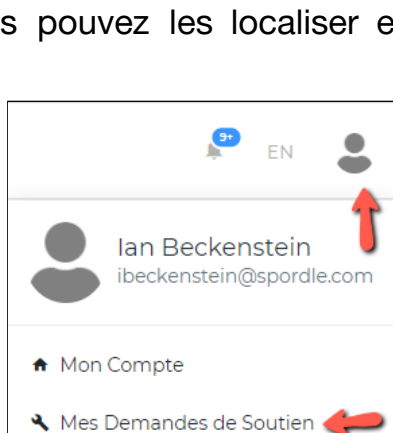 s pouvez les localiser e
9+
EN
Ian Beckenstein
ibeckenstein@spordle.com
Mon Compte
Mes Demandes de Soutien